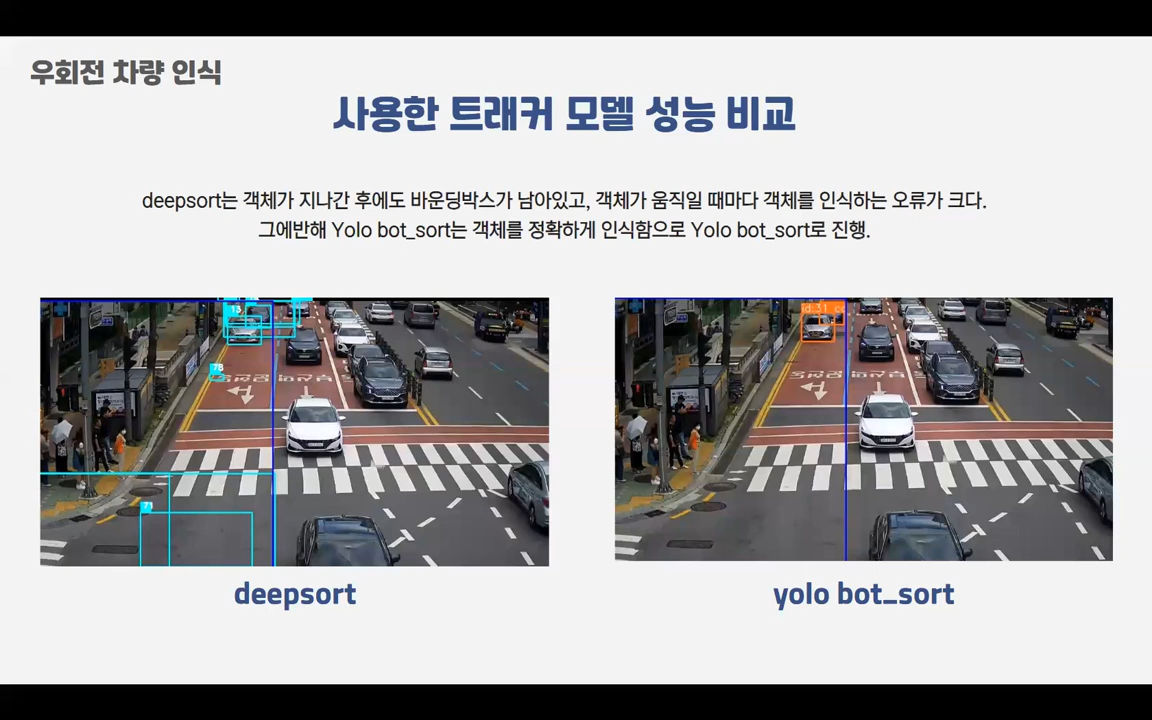 우회전 차량 인식
사용한 트래커 모델 성능 비교
deepsort는 객체가 지나간 후에도 바운딩박스가 남아있고, 객체가 움직일 때마다 객체를 인식하는 오류가 크다.
그에반해 Yolo bot_sort는 객체를 정확하게 인식함으로 Yolo bot_sort로 진행.
13
78
71
id:31 c
deepsort
yolo bot_sort